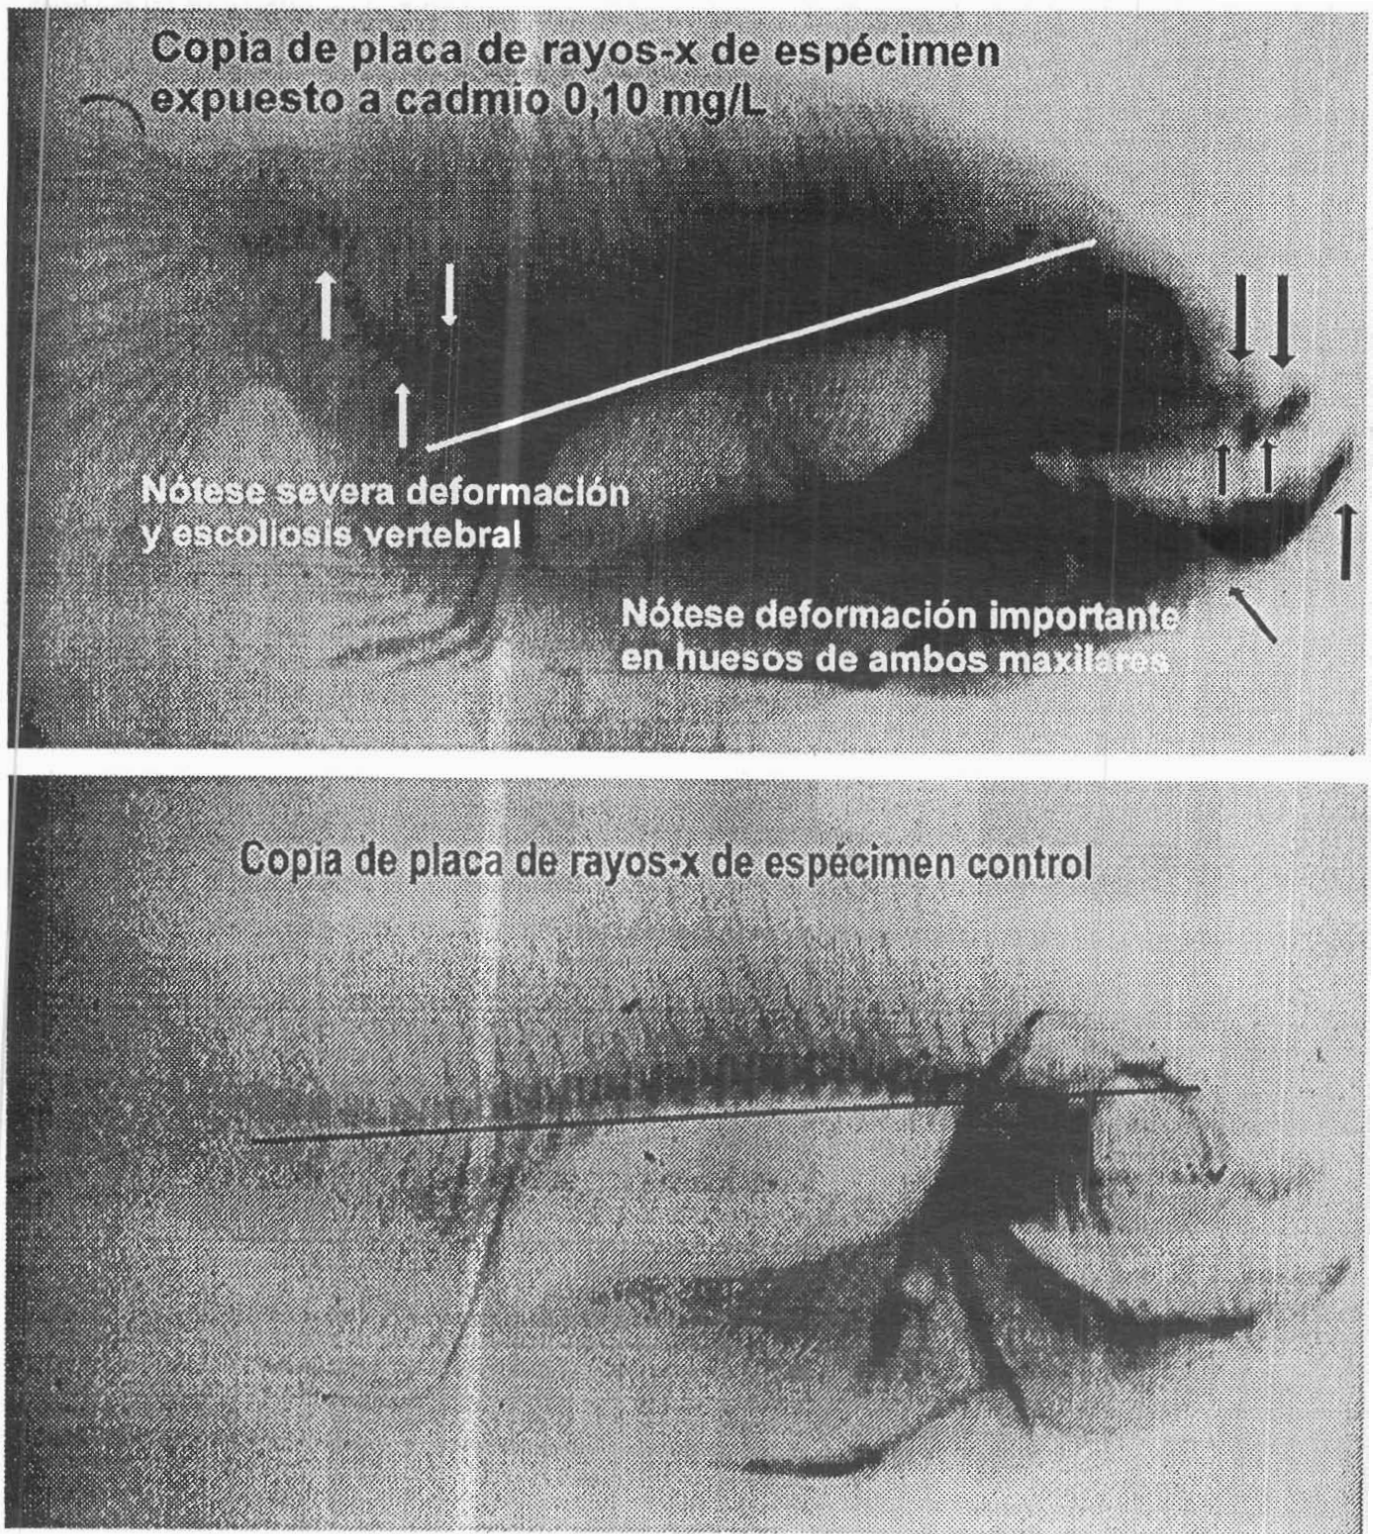 Copia de placa de rayos-x de espécimen
expuesto a cadmio 0,10 mg/L
Nótese severa deformación
y escoliosis vertebral
Nótese deformación importante
en huesos de ambos maxilares
Copia de placa de rayos-x de espécimen control